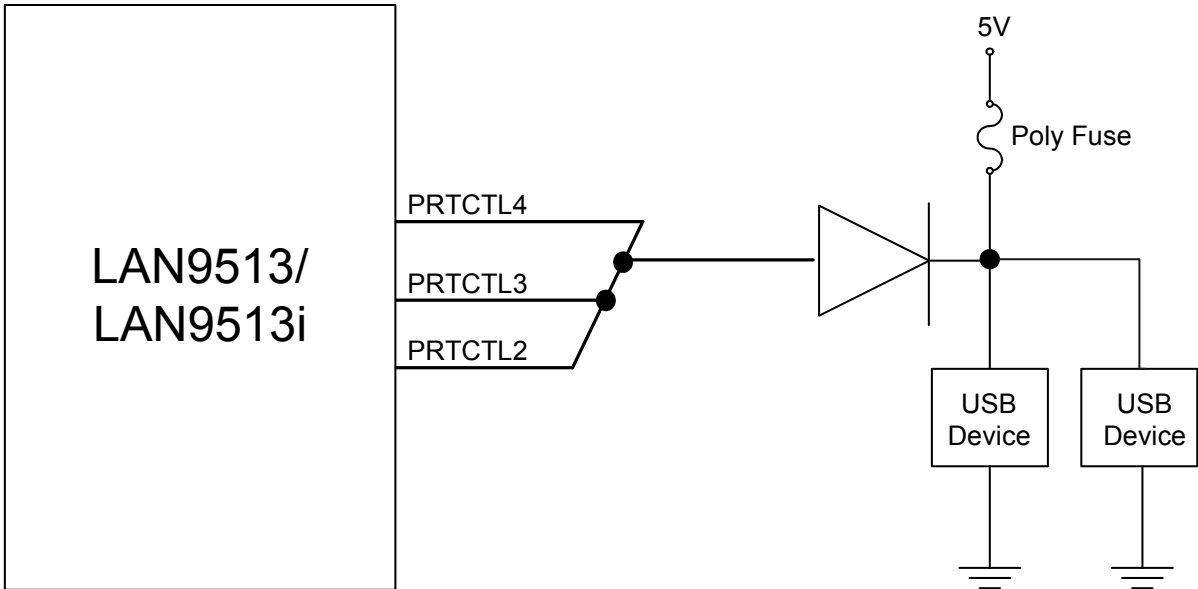 5V
Poly Fuse
PRTCTL4
LAN9513/
LAN9513i
PRTCTL3
PRTCTL2
USB
Device
USB
Device